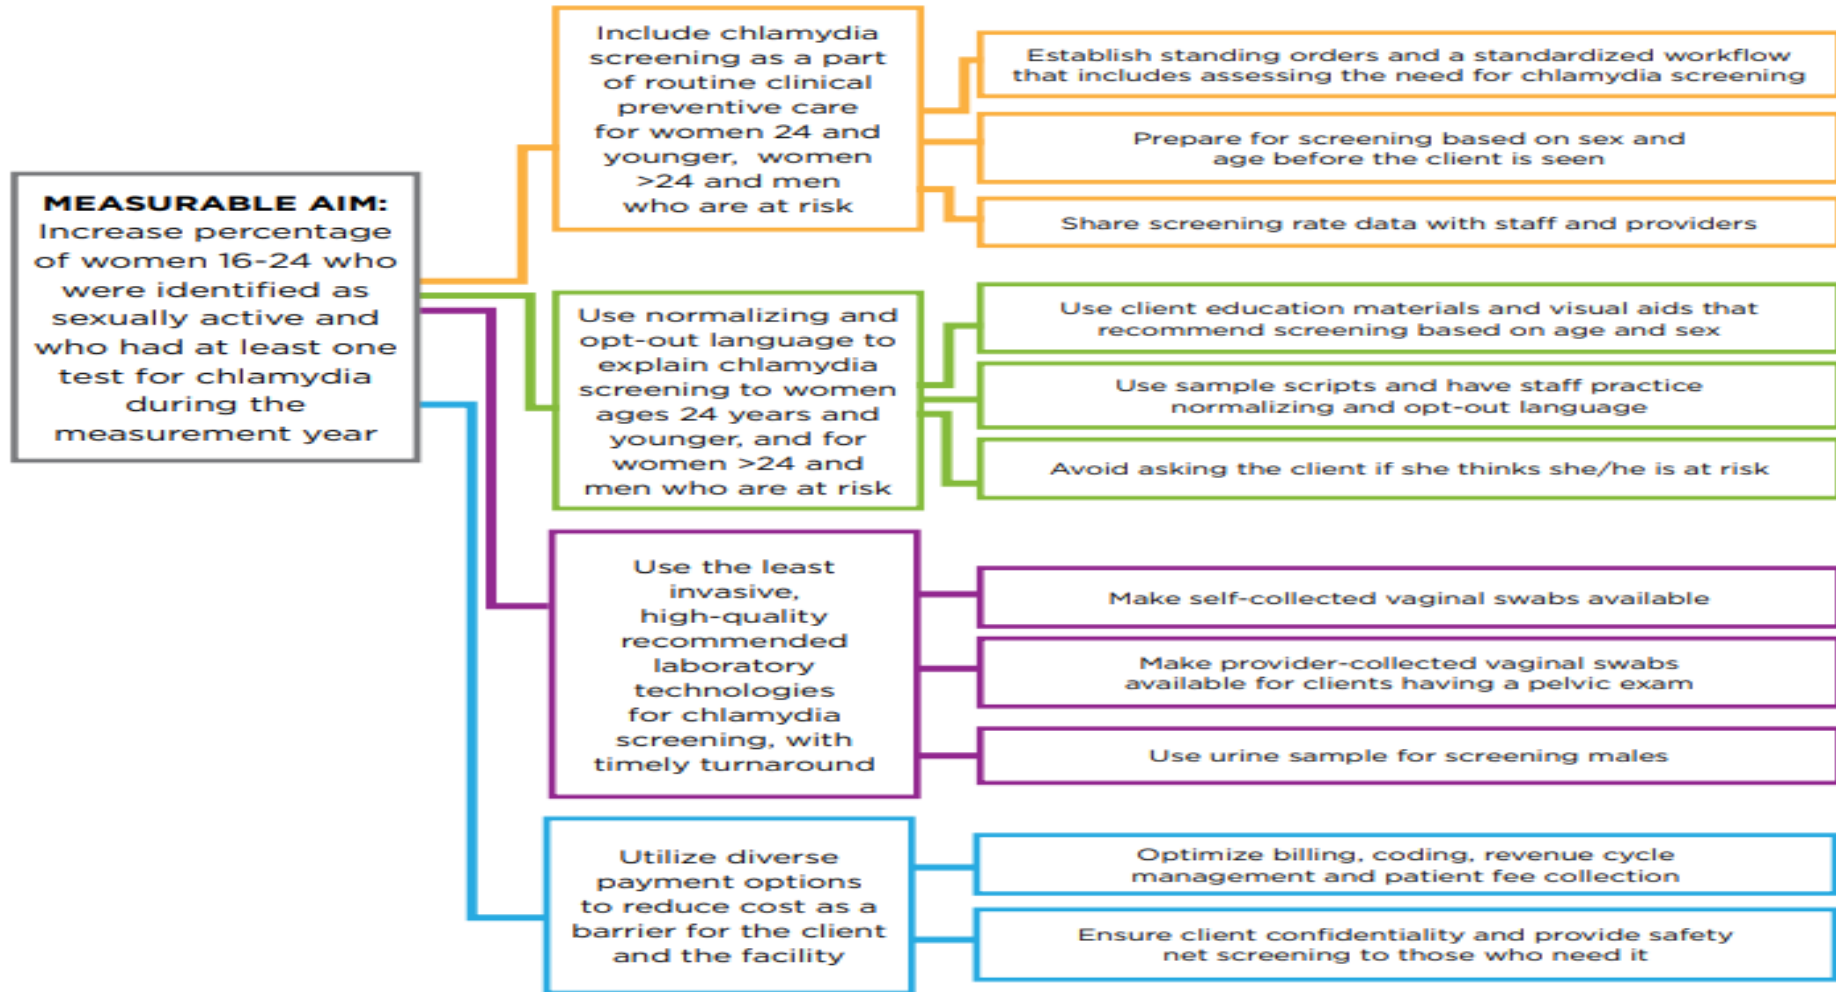 MEASURABLE AIM:
Increase percentage
of women 16-24 who
were identified as
sexually active and
who had at least one
test for chlamydia
during the
measurement year
Include chlamydia
screening as a part
of routine clinical
preventive care
for women 24 and
younger, women
>24 and men
who are at risk
Establish standing orders and a standardized workflow
that includes assessing the need for chlamydia screening
Prepare for screening based on sex and
age before the client is seen
Share screening rate data with staff and providers
Use normalizing and
opt-out language to
explain chlamydia
screening to women
ages 24 years and
younger, and for
women >24 and
men who are at risk
Use client education materials and visual aids that
recommend screening based on age and sex
Use sample scripts and have staff practice
normalizing and opt-out language
Avoid asking the client if she thinks she/he is at risk
Use the least
invasive,
high-quality
recommended
laboratory
technologies
for chlamydia
screening, with
timely turnaround
Make self-collected vaginal swabs available
Make provider-collected vaginal swabs
available for clients having a pelvic exam
Use urine sample for screening males
Utilize diverse
payment options
to reduce cost as a
barrier for the client
and the facility
Optimize billing, coding, revenue cycle
management and patient fee collection
Ensure client confidentiality and provide safety
net screening to those who need it